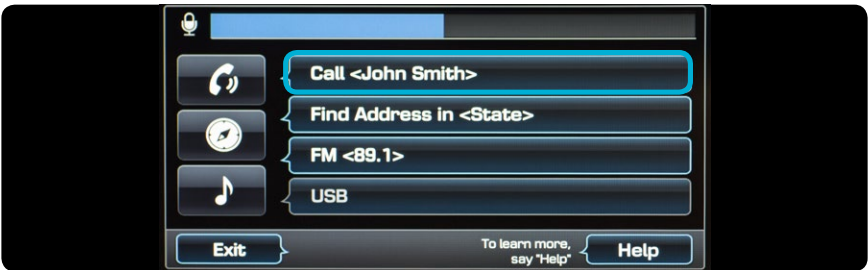 Call <John Smith>
Find Address in <State>
FM <89.1>
USB
Exit
To learn more,
say "Help"
Help